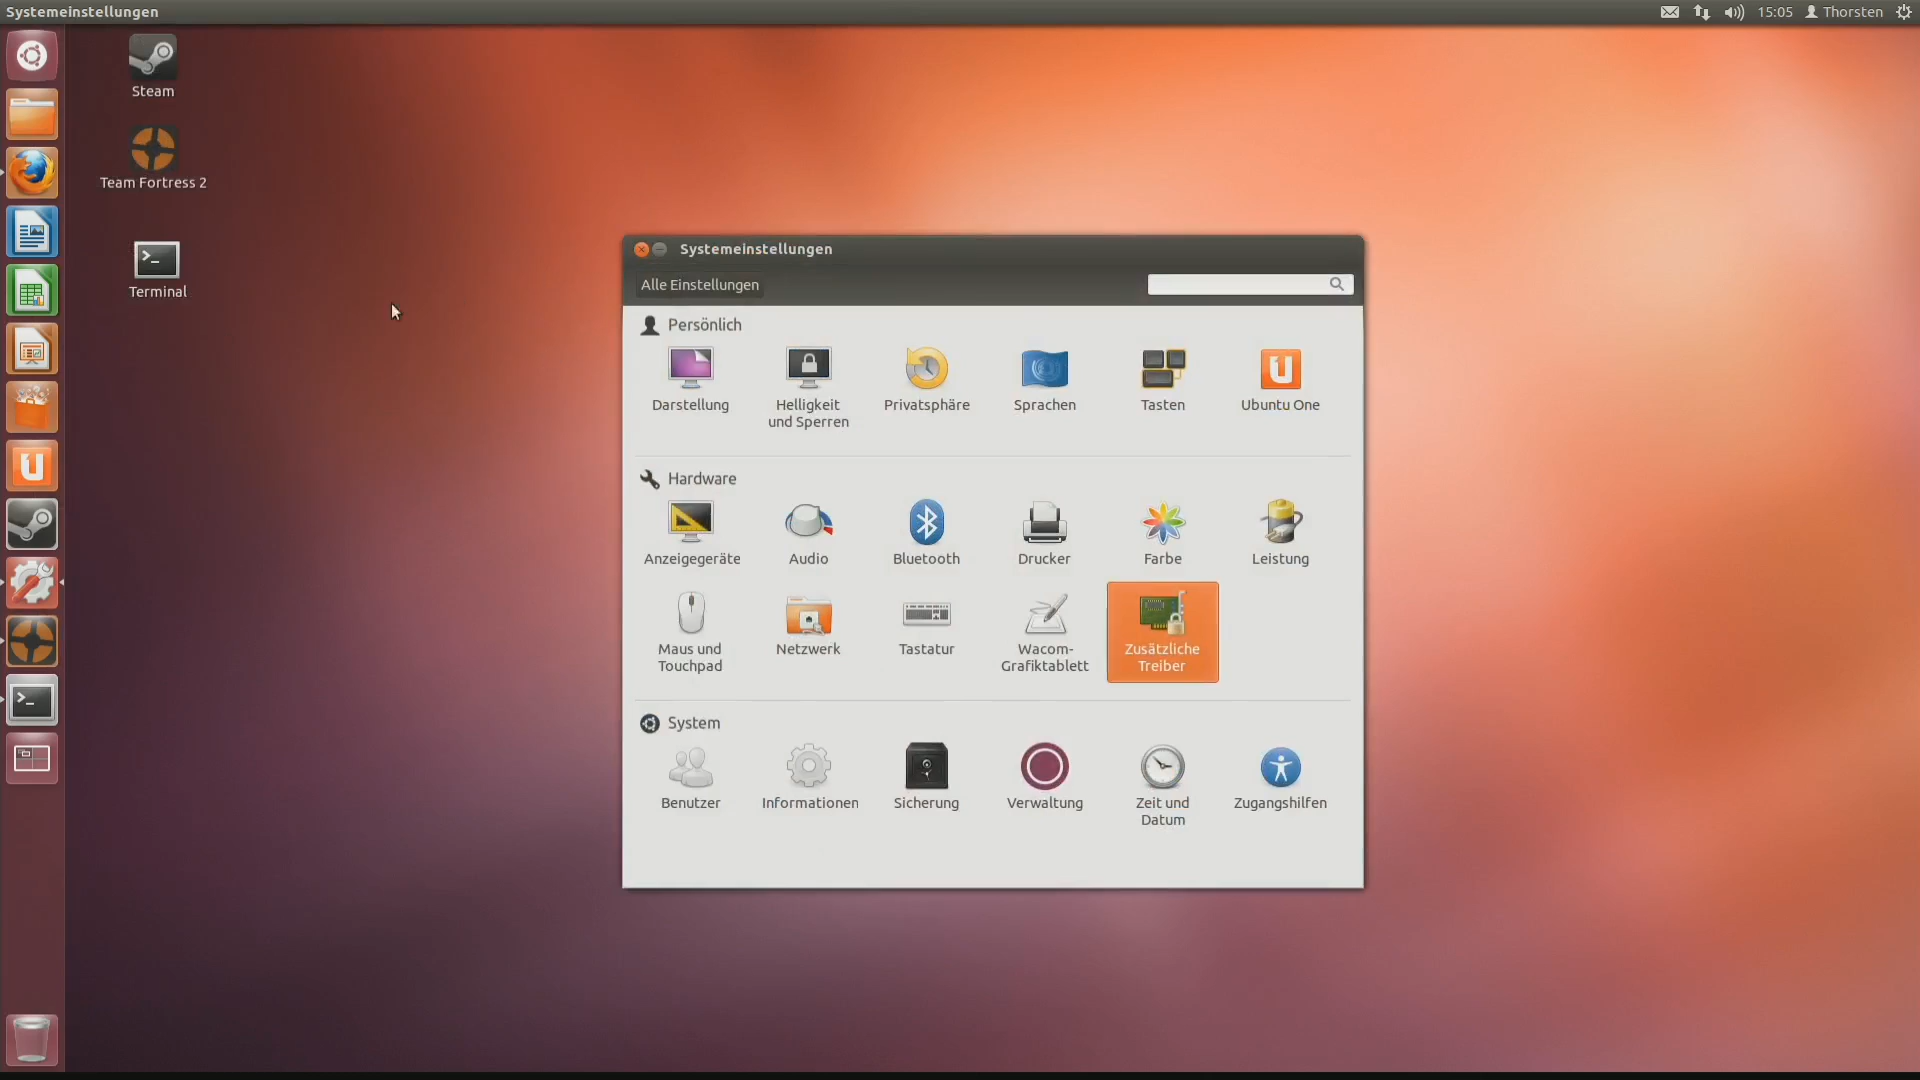 Systemeinstellungen
15:05 Thorsten
Steam
Team Fortress 2
Terminal
Systemeinstellungen
Alle Einstellungen
Persönlich
Darstellung
Helligkeit
und Sperren
Privatsphäre
Sprachen
Tasten
Ubuntu One
Hardware
Anzeigegeräte
Audio
Bluetooth
Drucker
Farbe
Leistung
Maus und
Touchpad
Netzwerk
Tastatur
Wacom-
Grafiktablett
Zusätzliche
Treiber
System
Benutzer
Informationen
Sicherung
Verwaltung
Zeit und
Datum
Zugangshilfen